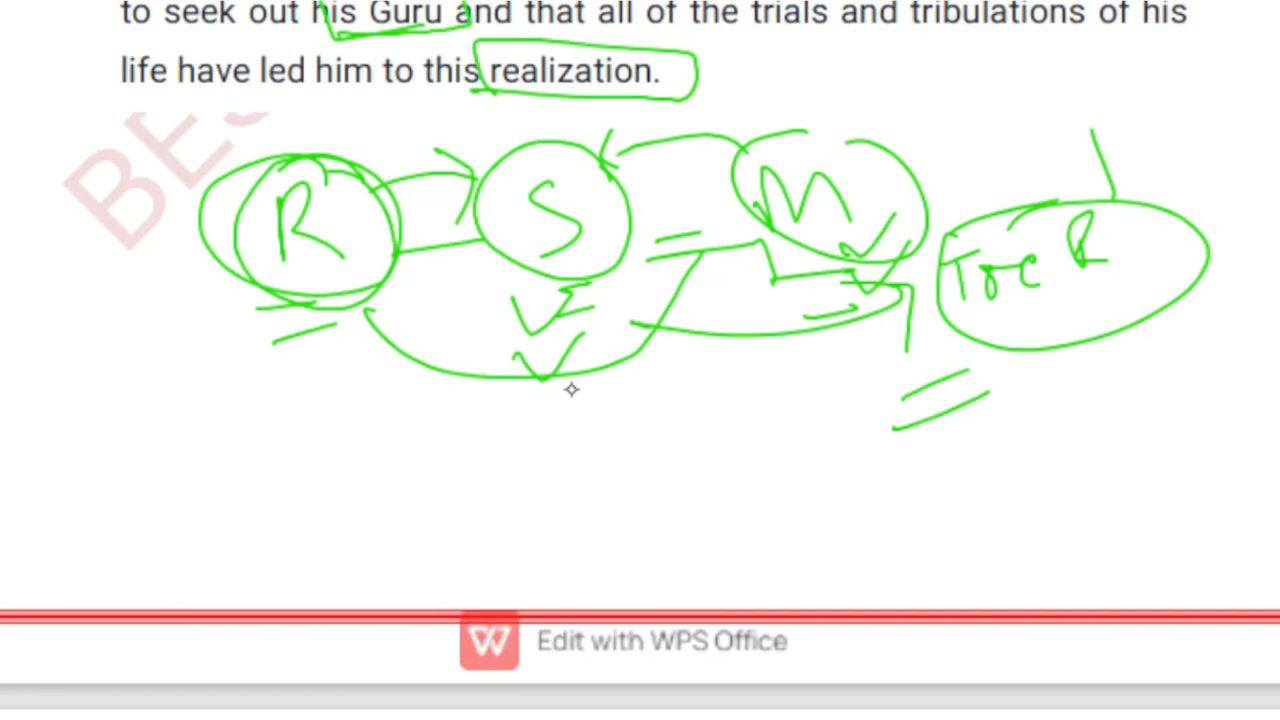 to seek out his Guru and that all of the trials and tribulations of his
life have led him to this realization.
BES
R S M Toc R
Edit with WPS Office